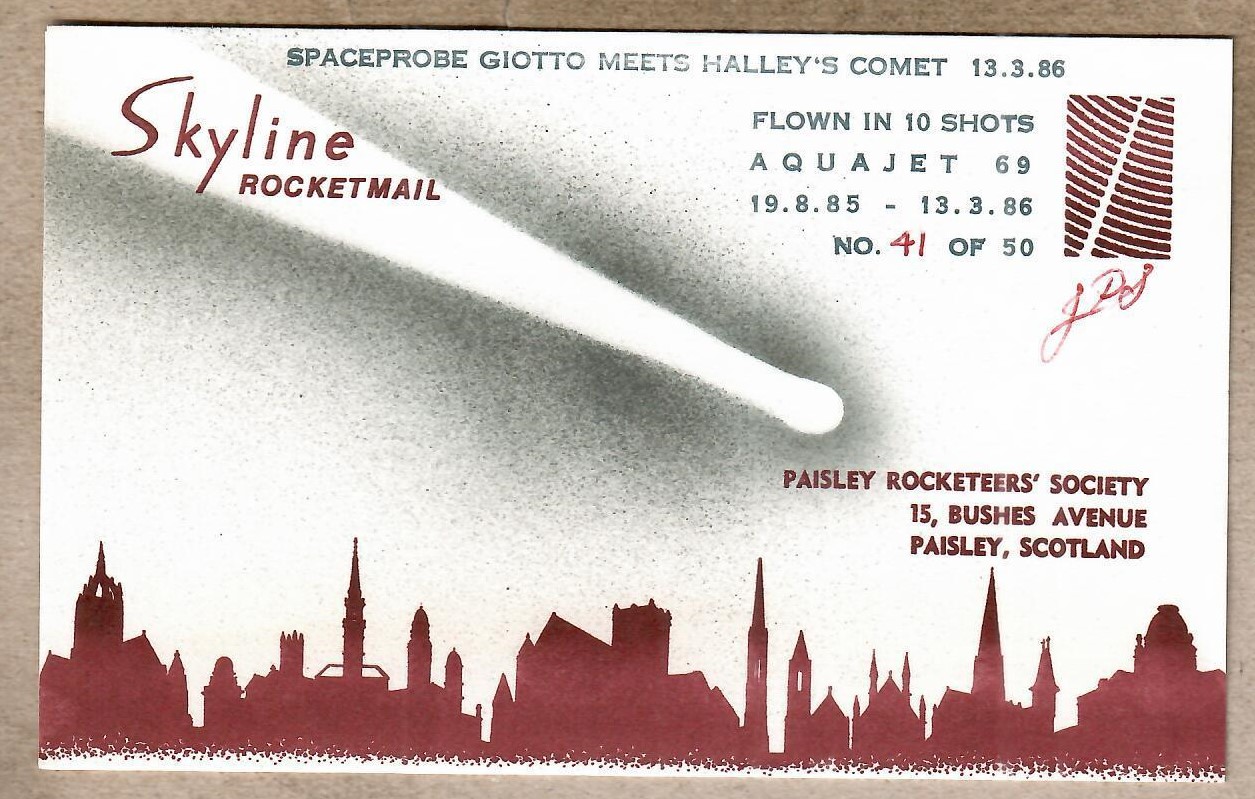 SPACEPROBE GIOTTO MEETS HALLEY'S COMET 13.3.86
Skyline
ROCKETMAIL
FLOWN IN 10 SHOTS
AQUAJET 69
19.8.85 - 13.3.86
NO. 41 OF 50
JDS
PAISLEY ROCKETEERS' SOCIETY
15, BUSHES AVENUE
PAISLEY, SCOTLAND